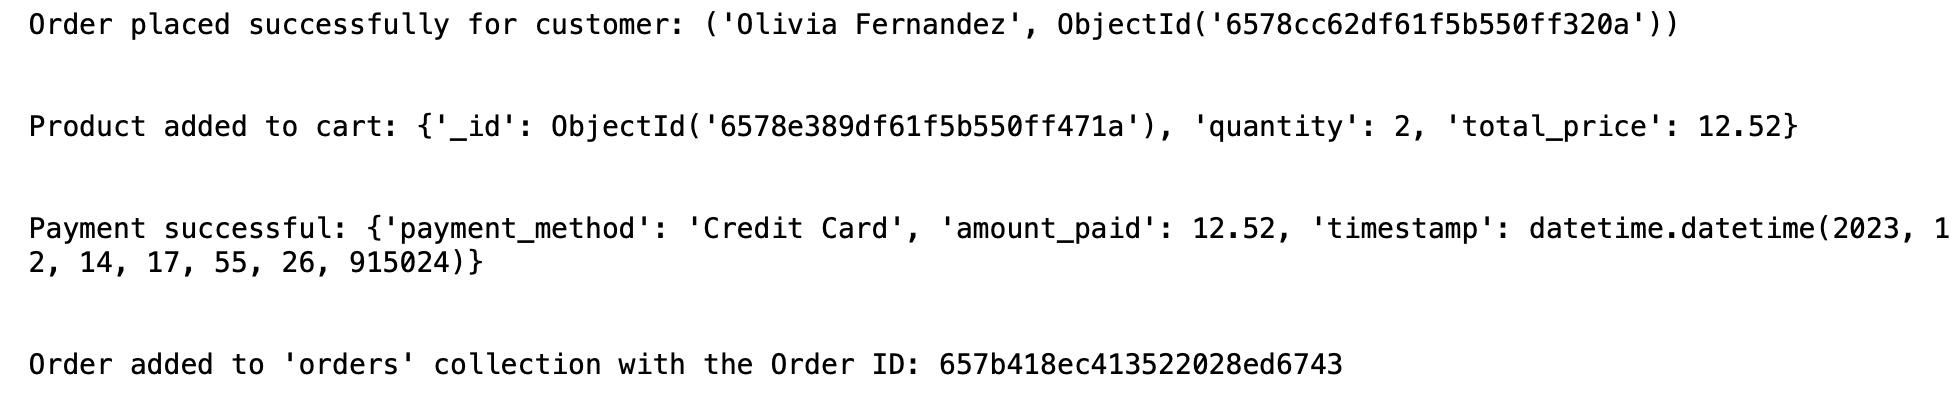 Order placed successfully for customer: ('Olivia Fernandez', ObjectId('6578cc62df61f5b550ff320a'))
Product added to cart: {'_id': ObjectId('6578e389df61f5b550ff471a'), 'quantity': 2, 'total_price': 12.52}
Payment successful: {'payment_method': 'Credit Card', 'amount_paid': 12.52, 'timestamp': datetime.datetime(2023, 1
2, 14, 17, 55, 26, 915024)}
Order added to 'orders' collection with the Order ID: 657b418ec413522028ed6743